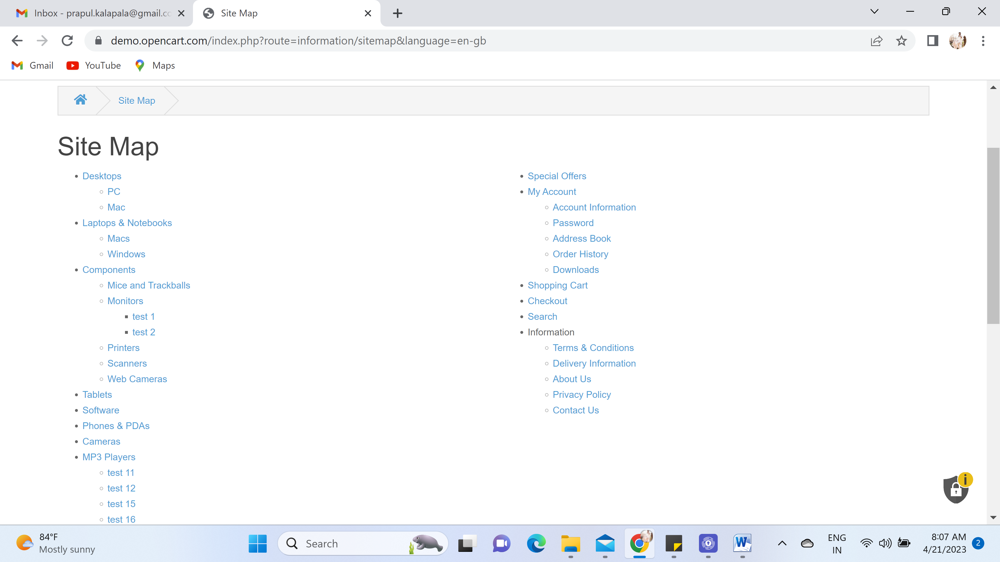 Inbox - prapul.kalapala@gmail.co
Site Map
demo.opencart.com/index.php?route=information/sitemap&language=en-gb
Gmail
YouTube
Maps
Site Map
Site Map
Desktops
PC
Mac
Laptops & Notebooks
Macs
Windows
Components
Mice and Trackballs
Monitors
test 1
test 2
Printers
Scanners
Web Cameras
Tablets
Software
Phones & PDAs
Cameras
MP3 Players
test 11
test 12
test 15
test 16
Special Offers
My Account
Account Information
Password
Address Book
Order History
Downloads
Shopping Cart
Checkout
Search
Information
Terms & Conditions
Delivery Information
About Us
Privacy Policy
Contact Us
84°F
Mostly sunny
Search
ENG
IN
8:07 AM
4/21/2023
2